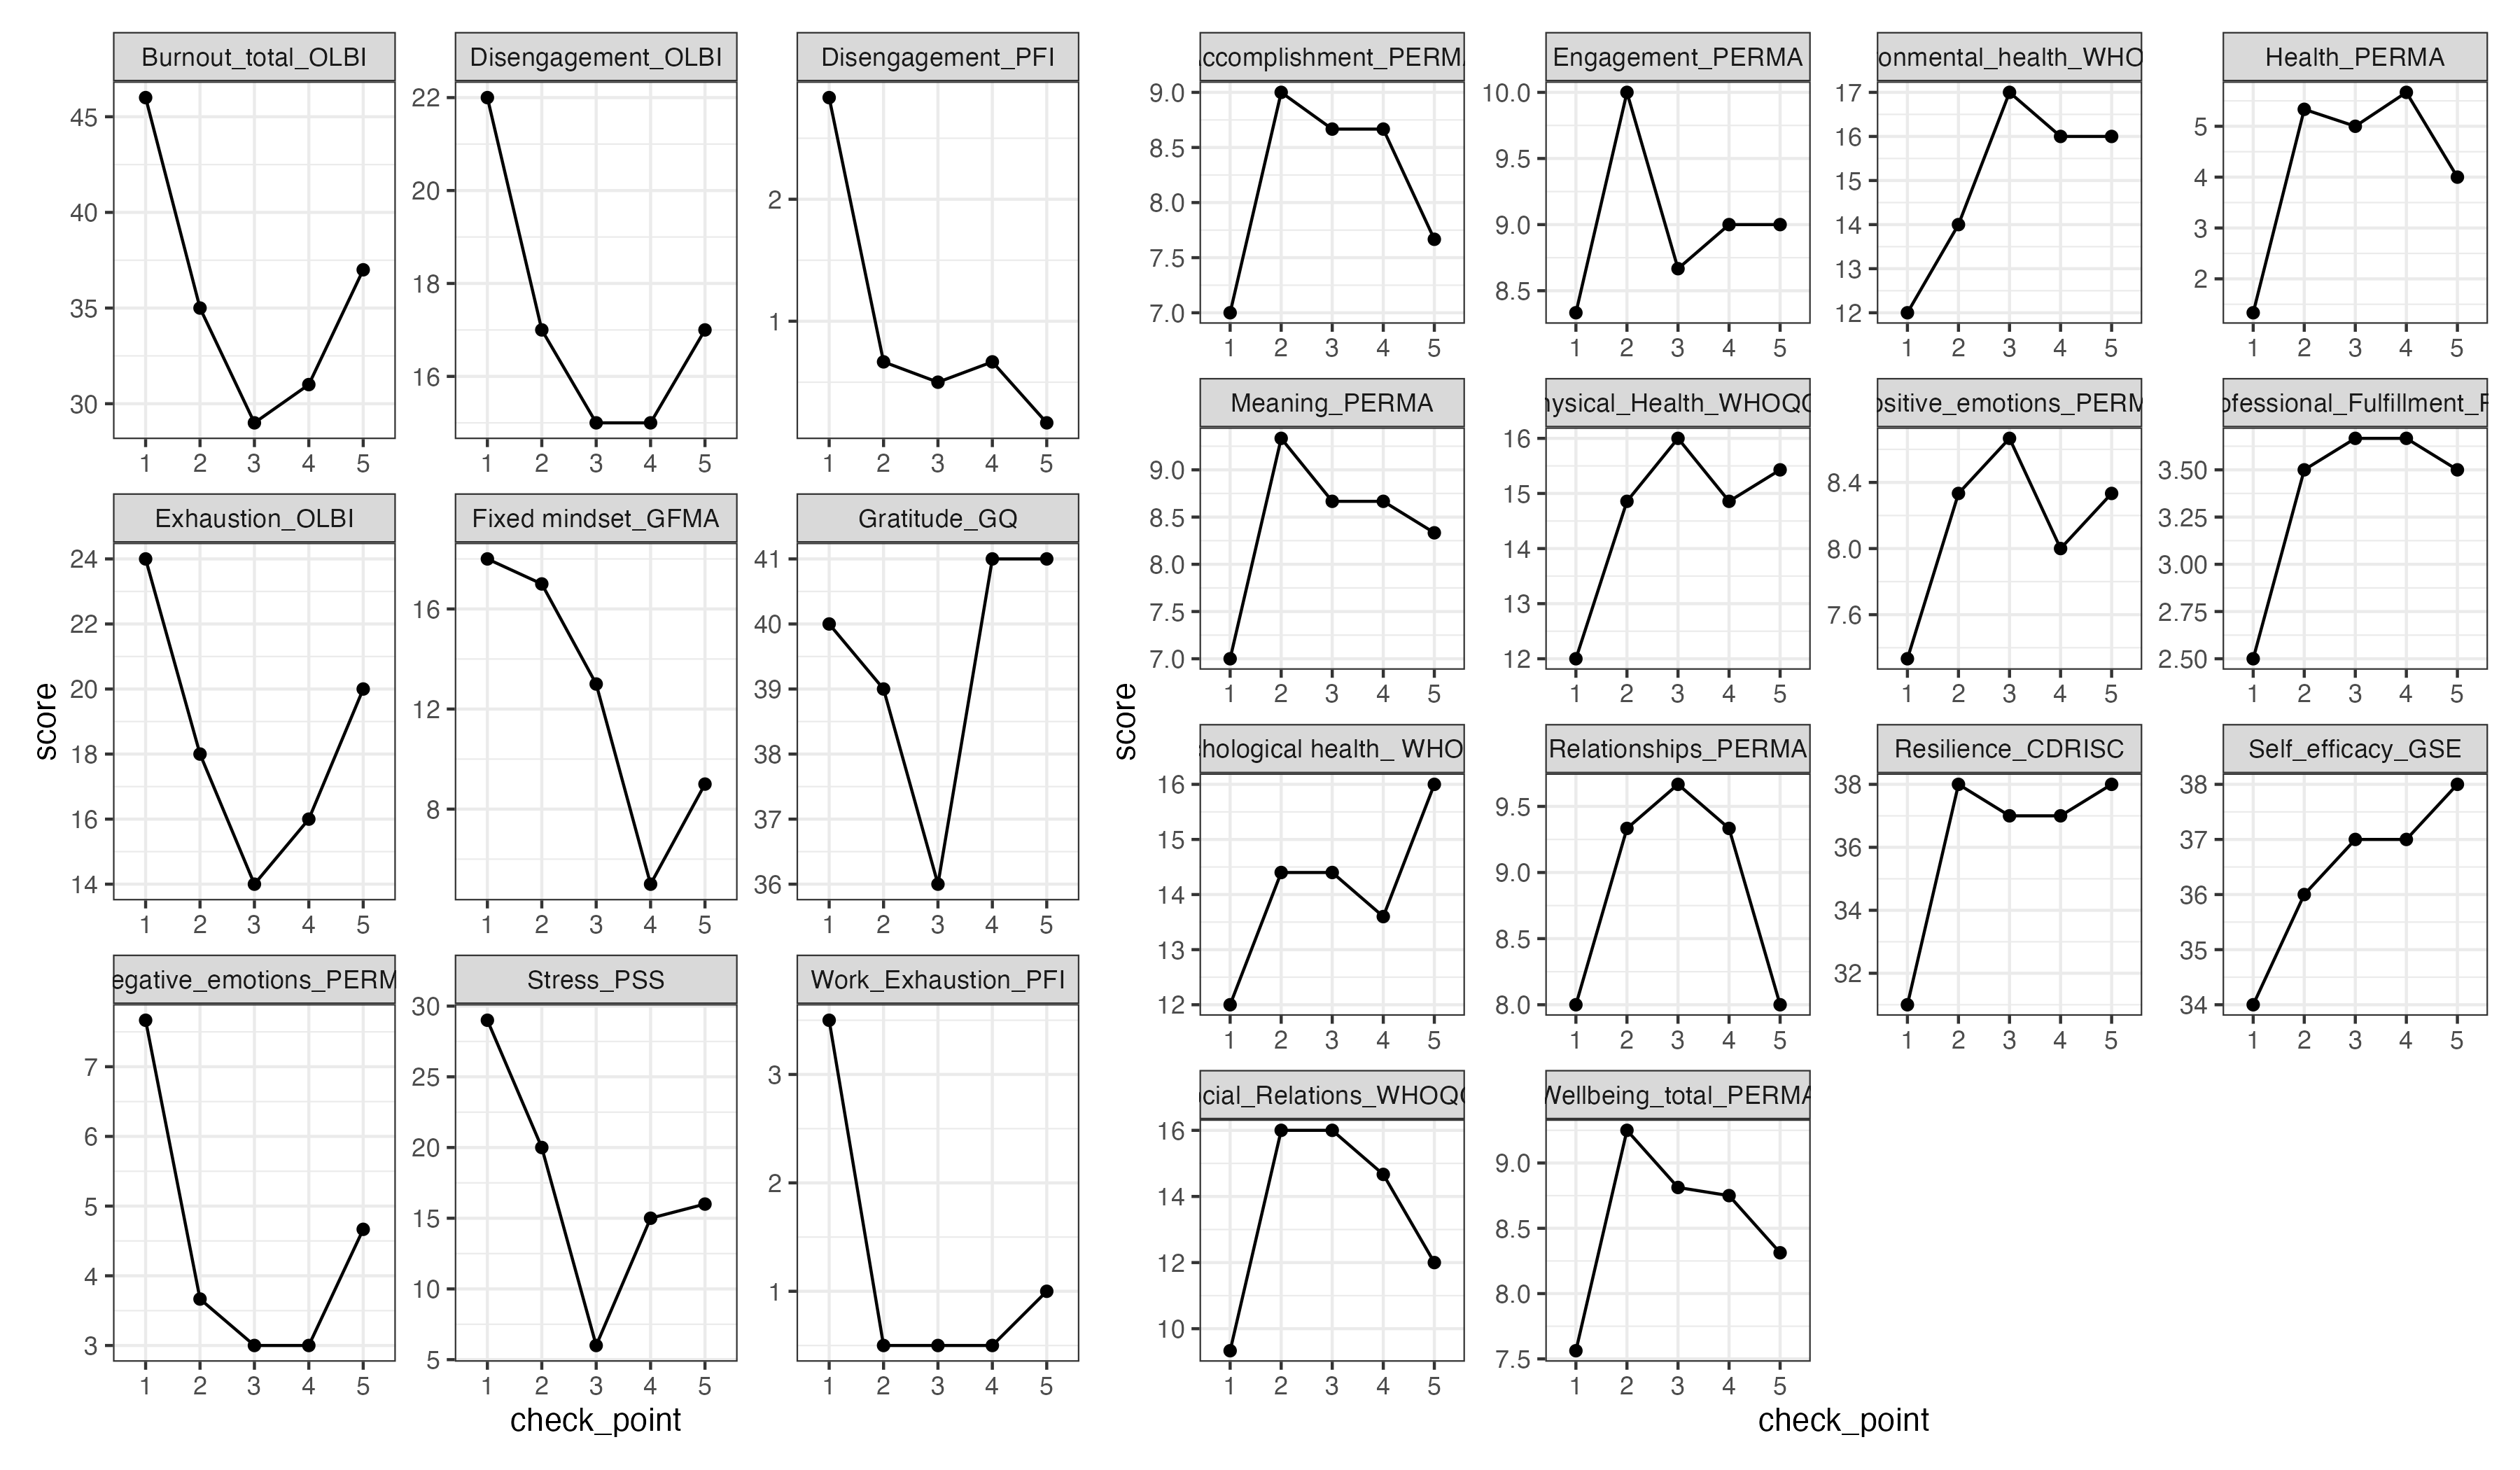 Burnout_total_OLBI
Disengagement_OLBI
Disengagement_PFI
45
40
35
30
1 2 3 4 5
22
20
18
16
1 2 3 4 5
2
1
1 2 3 4 5
Exhaustion_OLBI
Fixed mindset_GFMA
Gratitude_GQ
24
22
20
18
16
14
1 2 3 4 5
16
12
8
1 2 3 4 5
41
40
39
38
37
36
1 2 3 4 5
egative_emotions_PERM
Stress_PSS
Work_Exhaustion_PFI
7
6
5
4
3
1 2 3 4 5
30
25
20
15
10
5
1 2 3 4 5
3
2
1
1 2 3 4 5
score
check_point
ccomplishment_PERMA
Engagement_PERMA
onmental_health_WHO
Health_PERMA
9.0
8.5
8.0
7.5
7.0
1 2 3 4 5
10.0
9.5
9.0
8.5
1 2 3 4 5
17
16
15
14
13
12
1 2 3 4 5
5
4
3
2
1 2 3 4 5
Meaning_PERMA
hysical_Health_WHOQO
ositive_emotions_PERM
ofessional_Fulfillment_P
9.0
8.5
8.0
7.5
7.0
1 2 3 4 5
16
15
14
13
12
1 2 3 4 5
8.4
8.0
7.6
1 2 3 4 5
3.50
3.25
3.00
2.75
2.50
1 2 3 4 5
chological health_ WHO
Relationships_PERMA
Resilience_CDRISC
Self_efficacy_GSE
16
15
14
13
12
1 2 3 4 5
9.5
9.0
8.5
8.0
1 2 3 4 5
38
36
34
32
1 2 3 4 5
38
37
36
35
34
1 2 3 4 5
ocial_Relations_WHOQO
Wellbeing_total_PERMA
16
14
12
10
1 2 3 4 5
9.0
8.5
8.0
7.5
1 2 3 4 5
score
check_point